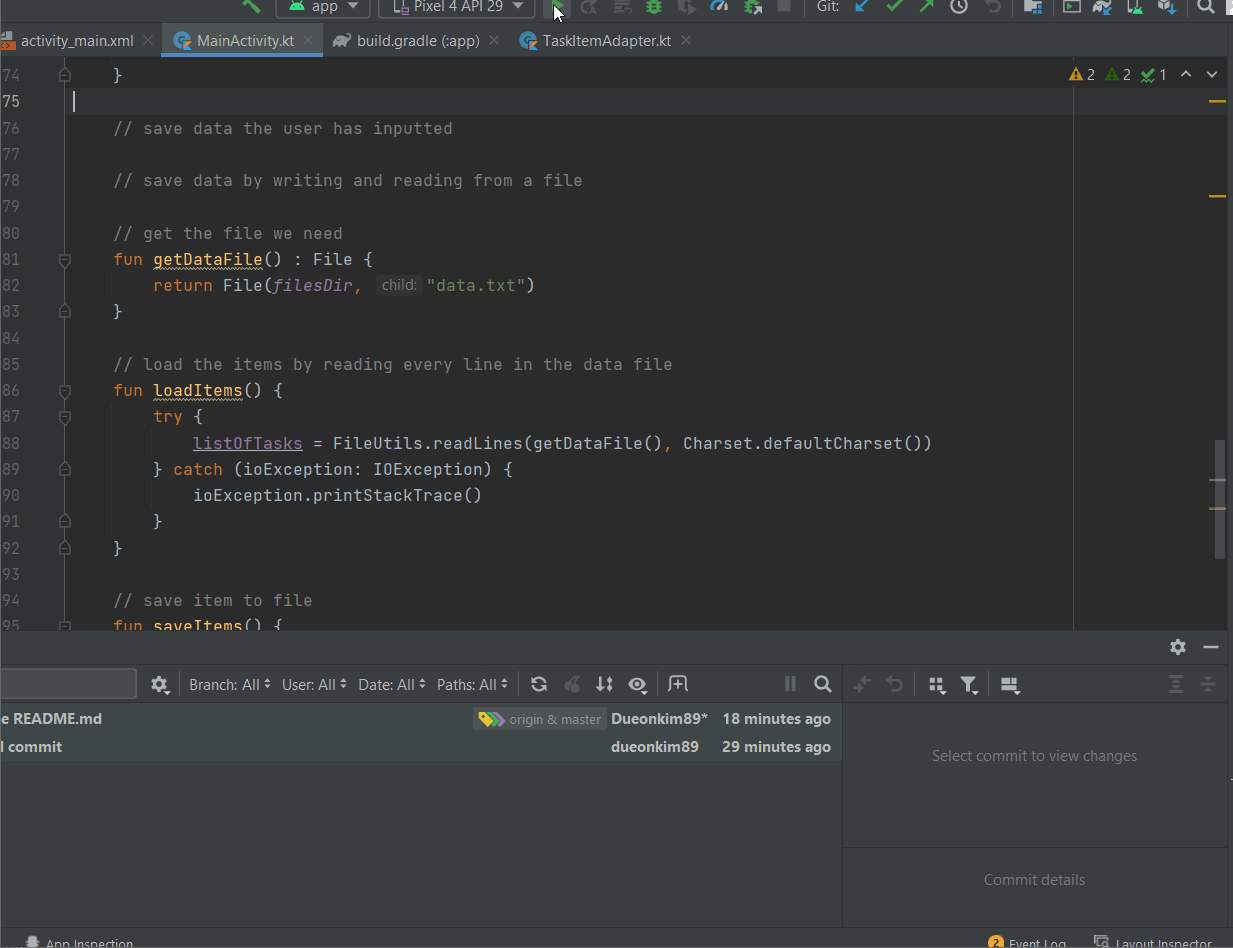 app Pixel 4 API 29 Git:
activity_main.xml MainActivity.kt build.gradle (:app) TaskItemAdapter.kt
74 } 2 2 1
75
76 // save data the user has inputted
77
78 // save data by writing and reading from a file
79
80 // get the file we need
81 fun getDataFile() : File {
82 return File(filesDir, child: "data.txt")
83 }
84
85 // load the items by reading every line in the data file
86 fun loadItems() {
87 try {
88 listOfTasks = FileUtils.readLines(getDataFile(), Charset.defaultCharset())
89 } catch (ioException: IOException) {
90 ioException.printStackTrace()
91 }
92 }
93
94 // save item to file
95 fun saveItems() {
Branch: All User: All Date: All Paths: All
e README.md origin & master Dueonkim89* 18 minutes ago
l commit dueonkim89 29 minutes ago
Select commit to view changes
Commit details
App Inspection 2 Event Log Layout Inspector